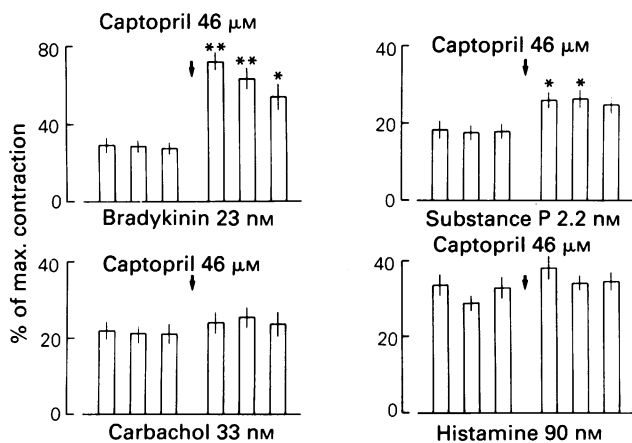 Captopril 46 µM
80
40
0
** ** *
Bradykinin 23 nM
Captopril 46 µM
40
20
0
* *
Substance P 2.2 nM
% of max. contraction
Captopril 46 µM
40
20
0
Carbachol 33 nM
Captopril 46 µM
40
20
0
Histamine 90 nM